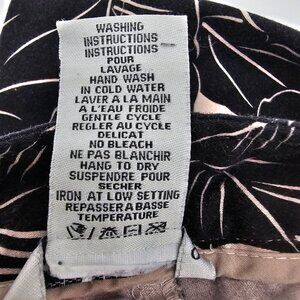 WASHING
INSTRUCTIONS
INSTRUCTIONS
POUR
LAVAGE
HAND WASH
IN COLD WATER
LAVER A LA MAIN
A L'EAU FROIDE
GENTLE CYCLE
REGLER AU CYCLE
DELICAT
NO BLEACH
NE PAS BLANCHIR
HANG TO DRY
SUSPENDRE POUR
SECHER
IRON AT LOW SETTING
REPASSER A BASSE
TEMPERATURE